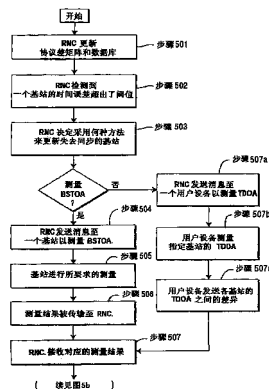 开始
RNC 更新
协议差矩阵和数据库
步骤501
RNC 检测到
一个基站的时间误差超出了阈值
步骤502
RNC 决定采用何种方法
来更新失去同步的基站
步骤503
测量
BSTOA
?
否
是
步骤504
RNC 发送消息至
一个基站以测量 BSTOA.
步骤505
基站进行所要求的测量
步骤506
测量结果被传输至 RNC.
步骤507
RNC. 接收对应的测量结果
步骤507a
RNC 发送消息至
一个用户设备以测量 TDOA
步骤507b
用户设备测量
指定基站的 TDOA
步骤507c
用户设备发送各基站的
TDOA 之间的差异
( 续见图5b )